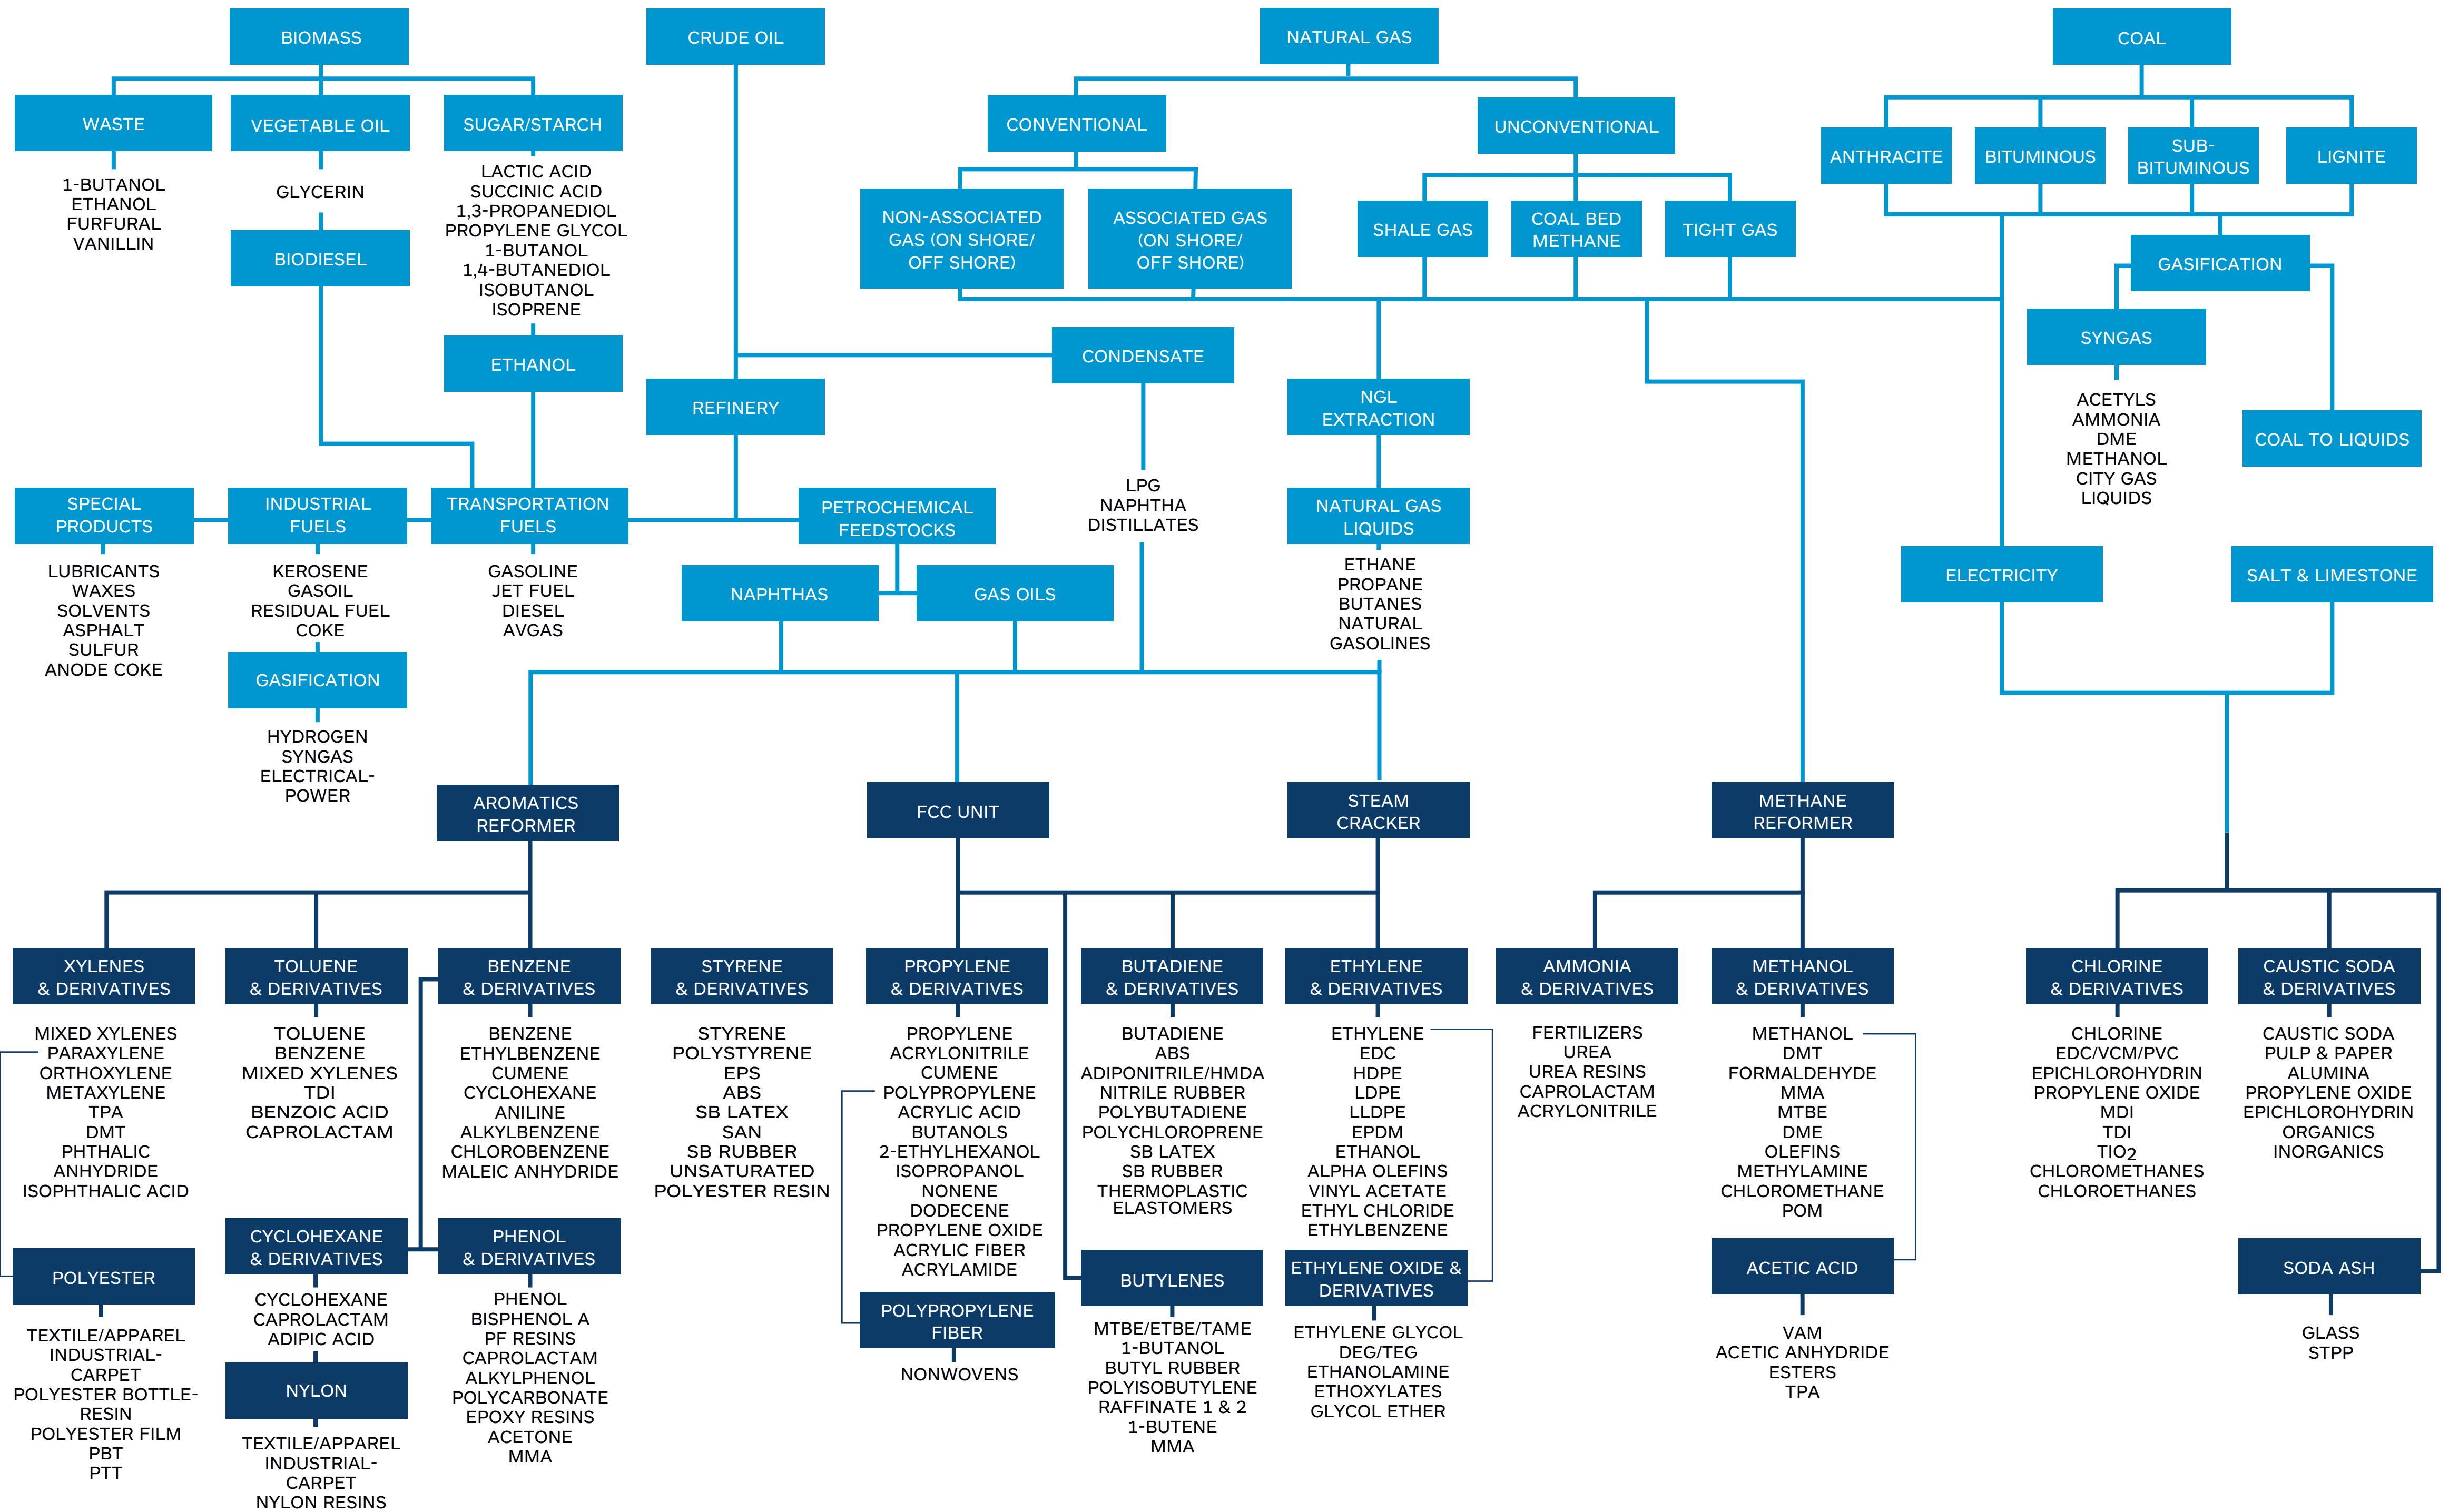 BIOMASS
CRUDE OIL
NATURAL GAS
COAL
WASTE
VEGETABLE OIL
SUGAR/STARCH
CONVENTIONAL
UNCONVENTIONAL
ANTHRACITE
BITUMINOUS
SUB-
BITUMINOUS
LIGNITE
1-BUTANOL
ETHANOL
FURFURAL
VANILLIN
GLYCERIN
BIODIESEL
LACTIC ACID
SUCCINIC ACID
1,3-PROPANEDIOL
PROPYLENE GLYCOL
1-BUTANOL
1,4-BUTANEDIOL
ISOBUTANOL
ISOPRENE
ETHANOL
NON-ASSOCIATED
GAS (ON SHORE/
OFF SHORE)
ASSOCIATED GAS
(ON SHORE/
OFF SHORE)
SHALE GAS
COAL BED
METHANE
TIGHT GAS
GASIFICATION
SYNGAS
ACETYLS
AMMONIA
DME
METHANOL
CITY GAS
LIQUIDS
COAL TO LIQUIDS
CONDENSATE
REFINERY
NGL
EXTRACTION
LPG
NAPHTHA
DISTILLATES
SPECIAL
PRODUCTS
INDUSTRIAL
FUELS
TRANSPORTATION
FUELS
PETROCHEMICAL
FEEDSTOCKS
NATURAL GAS
LIQUIDS
LUBRICANTS
WAXES
SOLVENTS
ASPHALT
SULFUR
ANODE COKE
KEROSENE
GASOIL
RESIDUAL FUEL
COKE
GASIFICATION
HYDROGEN
SYNGAS
ELECTRICAL-
POWER
GASOLINE
JET FUEL
DIESEL
AVGAS
NAPHTHAS
GAS OILS
ETHANE
PROPANE
BUTANES
NATURAL
GASOLINES
ELECTRICITY
SALT & LIMESTONE
AROMATICS
REFORMER
FCC UNIT
STEAM
CRACKER
METHANE
REFORMER
XYLENES
& DERIVATIVES
MIXED XYLENES
PARAXYLENE
ORTHOXYLENE
METAXYLENE
TPA
DMT
PHTHALIC
ANHYDRIDE
ISOPHTHALIC ACID
POLYESTER
TEXTILE/APPAREL
INDUSTRIAL-
CARPET
POLYESTER BOTTLE-
RESIN
POLYESTER FILM
PBT
PTT
TOLUENE
& DERIVATIVES
TOLUENE
BENZENE
MIXED XYLENES
TDI
BENZOIC ACID
CAPROLACTAM
CYCLOHEXANE
& DERIVATIVES
CYCLOHEXANE
CAPROLACTAM
ADIPIC ACID
NYLON
TEXTILE/APPAREL
INDUSTRIAL-
CARPET
NYLON RESINS
BENZENE
& DERIVATIVES
BENZENE
ETHYLBENZENE
CUMENE
CYCLOHEXANE
ANILINE
ALKYLBENZENE
CHLOROBENZENE
MALEIC ANHYDRIDE
PHENOL
& DERIVATIVES
PHENOL
BISPHENOL A
PF RESINS
CAPROLACTAM
ALKYLPHENOL
POLYCARBONATE
EPOXY RESINS
ACETONE
MMA
STYRENE
& DERIVATIVES
STYRENE
POLYSTYRENE
EPS
ABS
SB LATEX
SAN
SB RUBBER
UNSATURATED
POLYESTER RESIN
PROPYLENE
& DERIVATIVES
PROPYLENE
ACRYLONITRILE
CUMENE
POLYPROPYLENE
ACRYLIC ACID
BUTANOLS
2-ETHYLHEXANOL
ISOPROPANOL
NONENE
DODECENE
PROPYLENE OXIDE
ACRYLIC FIBER
ACRYLAMIDE
POLYPROPYLENE
FIBER
NONWOVENS
BUTADIENE
& DERIVATIVES
BUTADIENE
ABS
ADIPONITRILE/HMDA
NITRILE RUBBER
POLYBUTADIENE
POLYCHLOROPRENE
SB LATEX
SB RUBBER
THERMOPLASTIC
ELASTOMERS
BUTYLENES
MTBE/ETBE/TAME
1-BUTANOL
BUTYL RUBBER
POLYISOBUTYLENE
RAFFINATE 1 & 2
1-BUTENE
MMA
ETHYLENE
& DERIVATIVES
ETHYLENE
EDC
HDPE
LDPE
LLDPE
EPDM
ETHANOL
ALPHA OLEFINS
VINYL ACETATE
ETHYL CHLORIDE
ETHYLBENZENE
ETHYLENE OXIDE &
DERIVATIVES
ETHYLENE GLYCOL
DEG/TEG
ETHANOLAMINE
ETHOXYLATES
GLYCOL ETHER
AMMONIA
& DERIVATIVES
FERTILIZERS
UREA
UREA RESINS
CAPROLACTAM
ACRYLONITRILE
METHANOL
& DERIVATIVES
METHANOL
DMT
FORMALDEHYDE
MMA
MTBE
DME
OLEFINS
METHYLAMINE
CHLOROMETHANE
POM
ACETIC ACID
VAM
ACETIC ANHYDRIDE
ESTERS
TPA
CHLORINE
& DERIVATIVES
CHLORINE
EDC/VCM/PVC
EPICHLOROHYDRIN
PROPYLENE OXIDE
MDI
TDI
TIO2
CHLOROMETHANES
CHLOROETHANES
CAUSTIC SODA
& DERIVATIVES
CAUSTIC SODA
PULP & PAPER
ALUMINA
PROPYLENE OXIDE
EPICHLOROHYDRIN
ORGANICS
INORGANICS
SODA ASH
GLASS
STPP